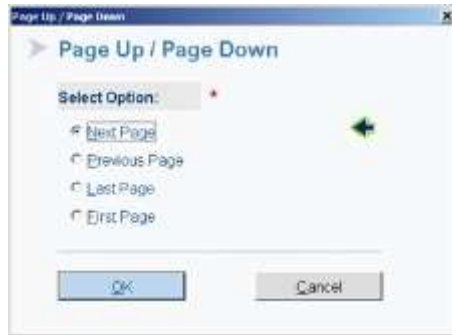 Page Up / Page Down
Page Up / Page Down
Select Option: *
Next Page
Previous Page
Last Page
First Page
OK Cancel